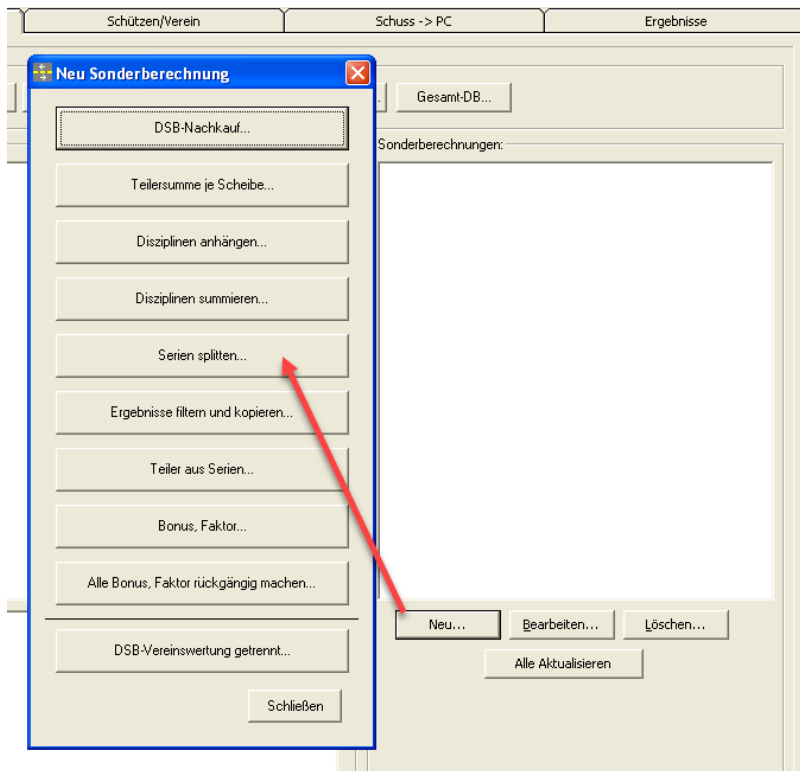 Schützen/Verein
Schuss -> PC
Ergebnisse
Neu Sonderberechnung
Gesamt-DB...
DSB-Nachkauf...
Sonderberechnungen:
Teilersumme je Scheibe...
Disziplinen anhängen...
Disziplinen summieren...
Serien splitten...
Ergebnisse filtern und kopieren...
Teiler aus Serien...
Bonus, Faktor...
Alle Bonus, Faktor rückgängig machen...
Neu...
Bearbeiten...
Löschen...
DSB-Vereinswertung getrennt...
Alle Aktualisieren
Schließen